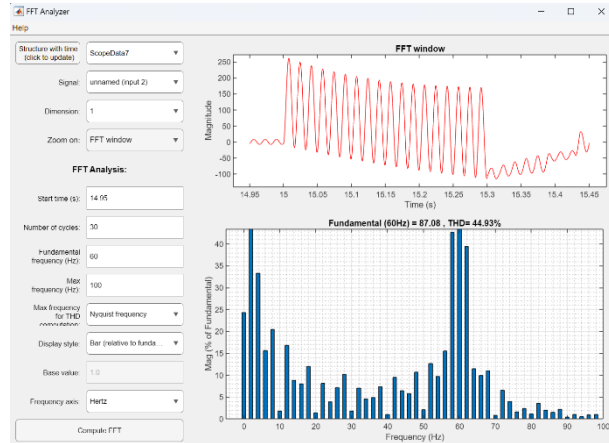 FFT Analyzer
Help
Structure with time
(click to update)
ScopeData7
Signal:
unnamed (input 2)
Dimension:
1
Zoom on:
FFT window
FFT Analysis:
Start time (s):
14.95
Number of cycles:
30
Fundamental
frequency (Hz):
60
Max
frequency (Hz):
100
Max frequency
for THD
computation:
Nyquist frequency
Display style:
Bar (relative to funda...
Base value:
1.0
Frequency axis:
Hertz
Compute FFT
FFT window
Magnitude
250
200
150
100
50
0
-50
-100
14.95 15 15.05 15.1 15.15 15.2 15.25 15.3 15.35 15.4 15.45
Time (s)
Fundamental (60Hz) = 87.08 , THD= 44.93%
Mag (% of Fundamental)
40
35
30
25
20
15
10
5
0
0 10 20 30 40 50 60 70 80 90 100
Frequency (Hz)